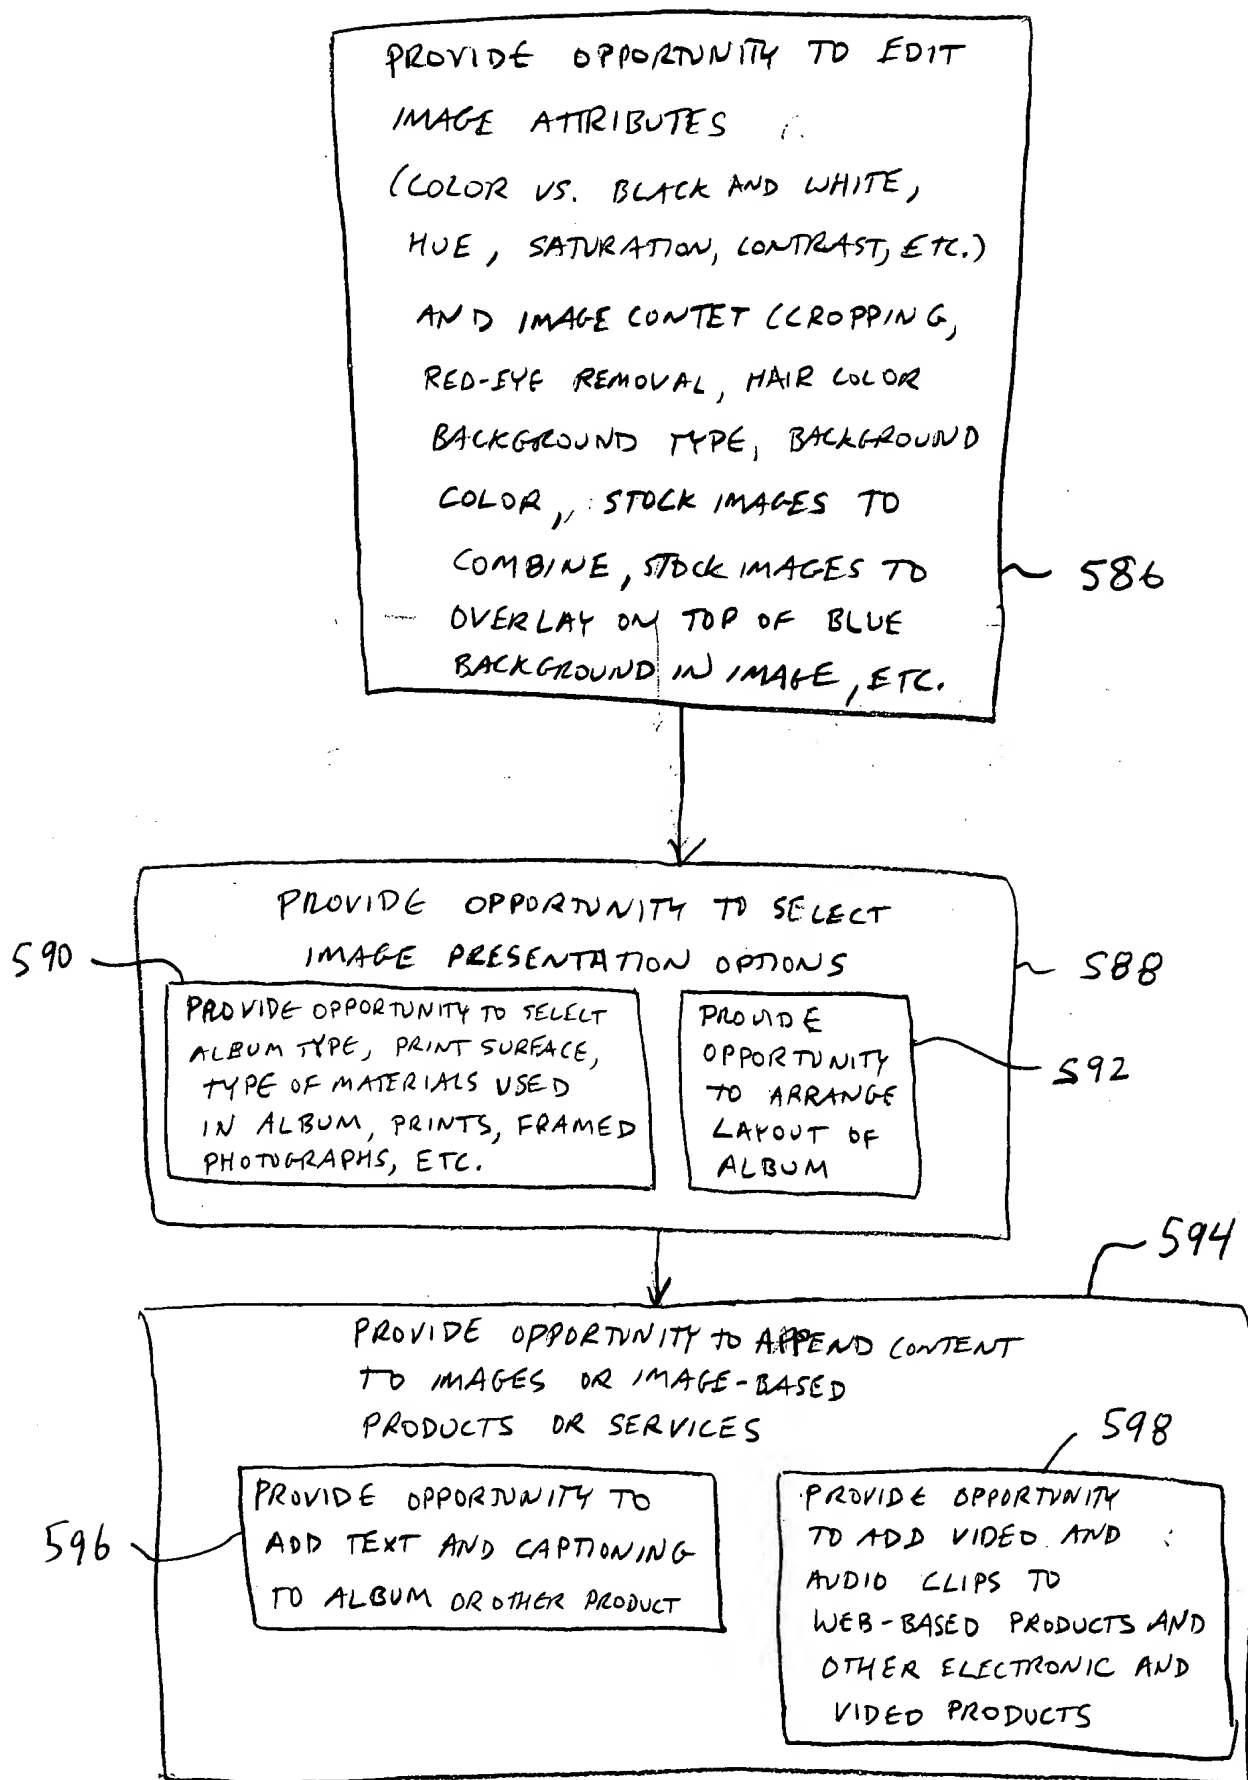 PROVIDE OPPORTUNITY TO EDIT
IMAGE ATTRIBUTES
(COLOR VS. BLACK AND WHITE,
HUE, SATURATION, CONTRAST, ETC.)
AND IMAGE CONTET (CROPPING,
RED-EYE REMOVAL, HAIR COLOR
BACKGROUND TYPE, BACKGROUND
COLOR, STOCK IMAGES TO
COMBINE, STOCK IMAGES TO
OVERLAY ON TOP OF BLUE
BACKGROUND IN IMAGE, ETC.
586
PROVIDE OPPORTUNITY TO SELECT
IMAGE PRESENTATION OPTIONS
588
590
PROVIDE OPPORTUNITY TO SELECT
ALBUM TYPE, PRINT SURFACE,
TYPE OF MATERIALS USED
IN ALBUM, PRINTS, FRAMED
PHOTOGRAPHS, ETC.
PROVIDE
OPPORTUNITY
TO ARRANGE
LAYOUT OF
ALBUM
592
594
PROVIDE OPPORTUNITY TO APPEND CONTENT
TO IMAGES OR IMAGE-BASED
PRODUCTS OR SERVICES
596
PROVIDE OPPORTUNITY TO
ADD TEXT AND CAPTIONING
TO ALBUM OR OTHER PRODUCT
598
PROVIDE OPPORTUNITY
TO ADD VIDEO AND
AUDIO CLIPS TO
WEB-BASED PRODUCTS AND
OTHER ELECTRONIC AND
VIDEO PRODUCTS